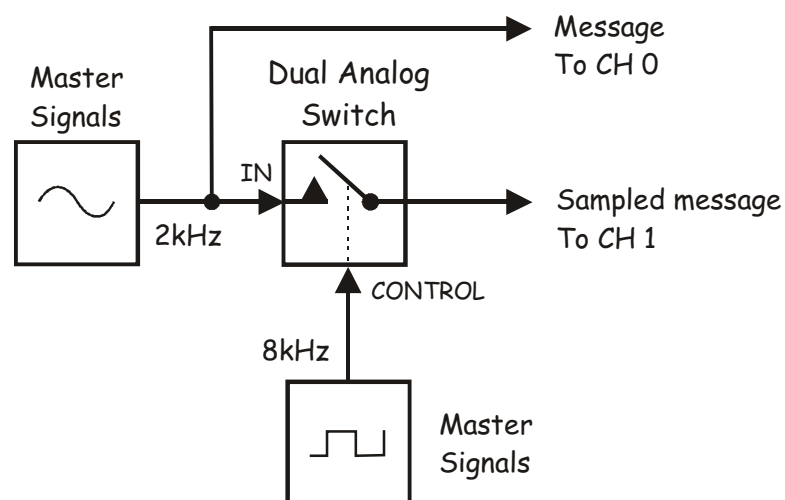 Message
To CH 0
Master
Signals
Dual Analog
Switch
IN
2kHz
Sampled message
To CH 1
CONTROL
8kHz
Master
Signals